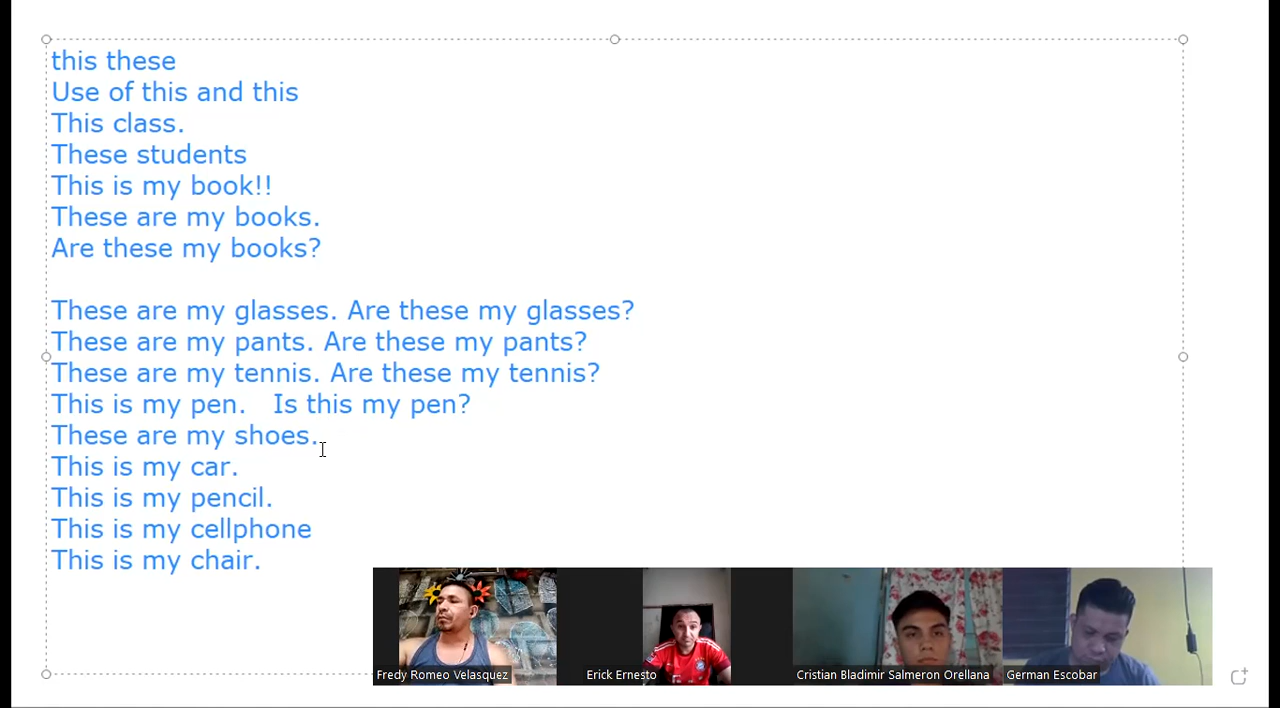 this these
Use of this and this
This class.
These students
This is my book!!
These are my books.
Are these my books?
These are my glasses. Are these my glasses?
These are my pants. Are these my pants?
These are my tennis. Are these my tennis?
This is my pen.   Is this my pen?
These are my shoes.
This is my car.
This is my pencil.
This is my cellphone
This is my chair.
Fredy Romeo Velasquez
Erick Ernesto
Cristian Bladimir Salmeron Orellana
German Escobar